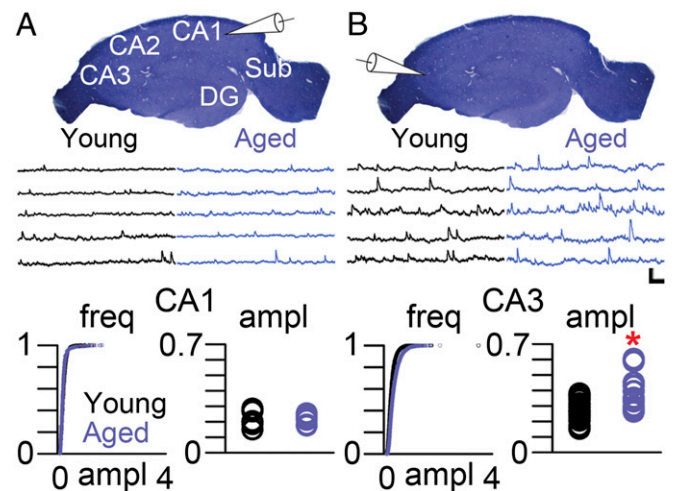 A
CA1
CA2
CA3
Sub
DG
Young Aged
B
Young Aged
CA1
freq ampl
1
0
Young
Aged
0 ampl 4
0.7
0
CA3
freq ampl
1
0
0 ampl 4
0.7
*
0